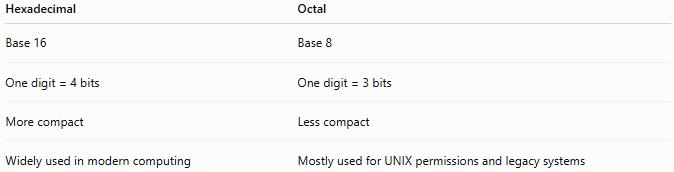 Hexadecimal Octal
Base 16 Base 8
One digit = 4 bits One digit = 3 bits
More compact Less compact
Widely used in modern computing Mostly used for UNIX permissions and legacy systems